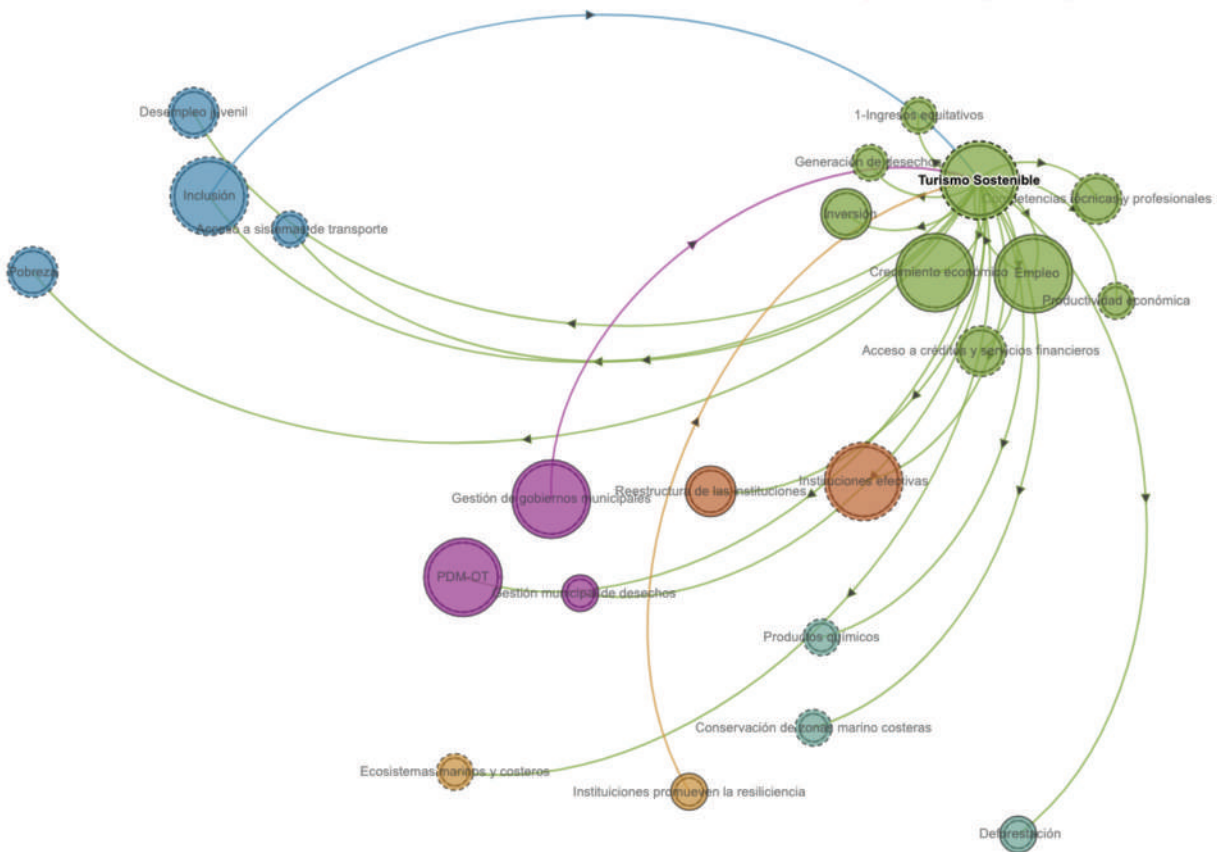 Desempleo juvenil
1-Ingresos equitativos
Generación de desechos
Turismo Sostenible
Inclusión
Competencias técnicas y profesionales
Inversión
Acceso a sistemas de transporte
Pobreza
Crecimiento económico
Empleo
Productividad económica
Acceso a créditos y servicios financieros
Instituciones efectivas
Reestructura de las instituciones
Gestión de gobiernos municipales
PDM-OT
Gestión municipal de desechos
Productos químicos
Conservación de zonas marino costeras
Ecosistemas marinos y costeros
Instituiciones promueven la resiliciencia
Deforestación